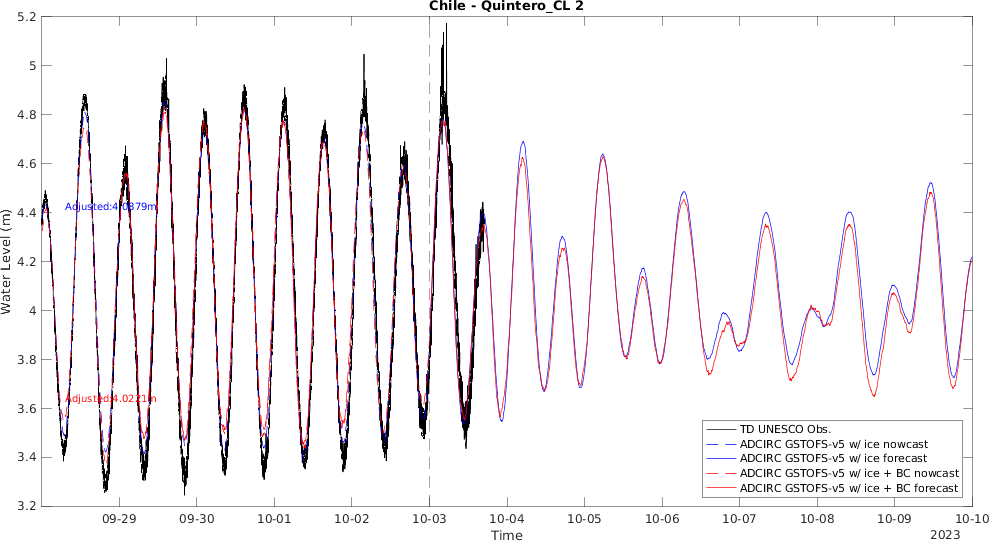 Chile - Quintero_CL 2
5.2
5
4.8
4.6
4.4
4.2
4
3.8
3.6
3.4
3.2
Water Level (m)
Adjusted:4.0379m
Adjusted:4.0221m
TD UNESCO Obs.
ADCIRC GSTOFS-v5 w/ ice nowcast
ADCIRC GSTOFS-v5 w/ ice forecast
ADCIRC GSTOFS-v5 w/ ice + BC nowcast
ADCIRC GSTOFS-v5 w/ ice + BC forecast
09-29 09-30 10-01 10-02 10-03 10-04 10-05 10-06 10-07 10-08 10-09 10-10
Time
2023